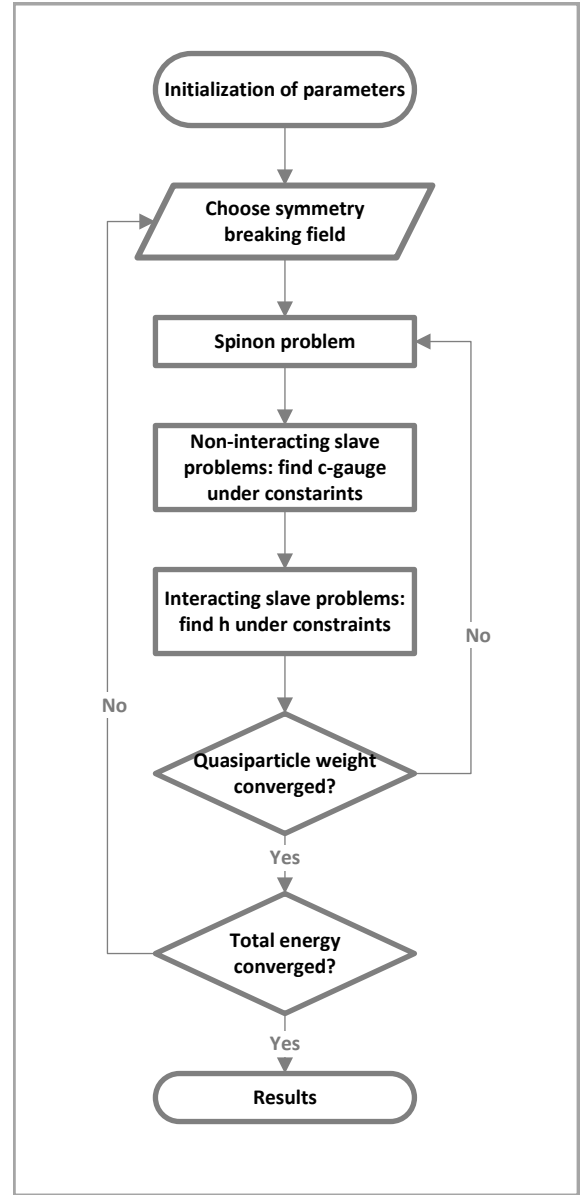 Initialization of parameters
Choose symmetry
breaking field
Spinon problem
Non-interacting slave
problems: find c-gauge
under constarints
Interacting slave problems:
find h under constraints
No
No
Quasiparticle weight
converged?
Yes
Total energy
converged?
Yes
Results